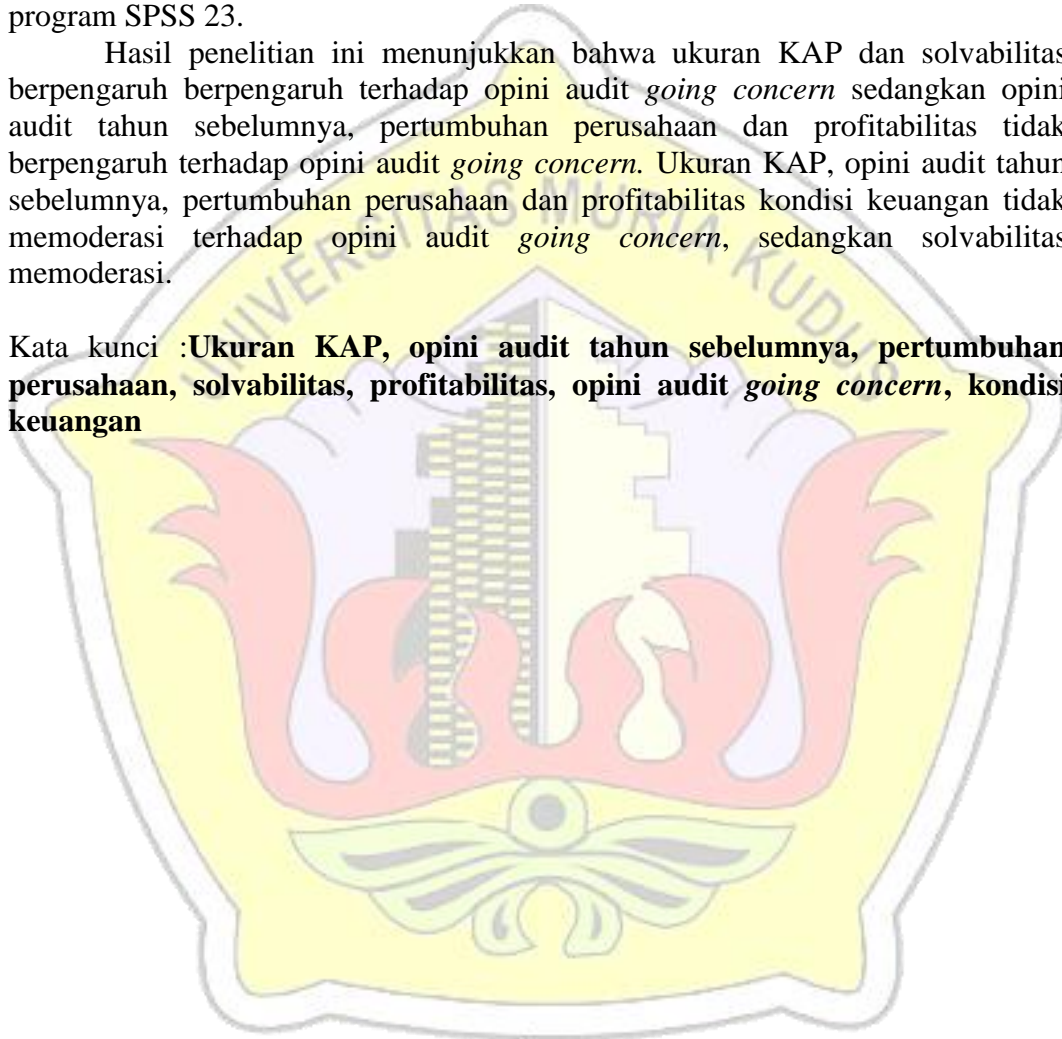 program SPSS 23.
Hasil penelitian ini menunjukkan bahwa ukuran KAP dan solvabilitas
berpengaruh berpengaruh terhadap opini audit going concern sedangkan opini
audit tahun sebelumnya, pertumbuhan perusahaan dan profitabilitas tidak
berpengaruh terhadap opini audit going concern. Ukuran KAP, opini audit tahun
sebelumnya, pertumbuhan perusahaan dan profitabilitas kondisi keuangan tidak
memoderasi terhadap opini audit going concern, sedangkan solvabilitas
memoderasi.
Kata kunci :Ukuran KAP, opini audit tahun sebelumnya, pertumbuhan
perusahaan, solvabilitas, profitabilitas, opini audit going concern, kondisi
keuangan
UNIVERSITAS MURIA KUDUS